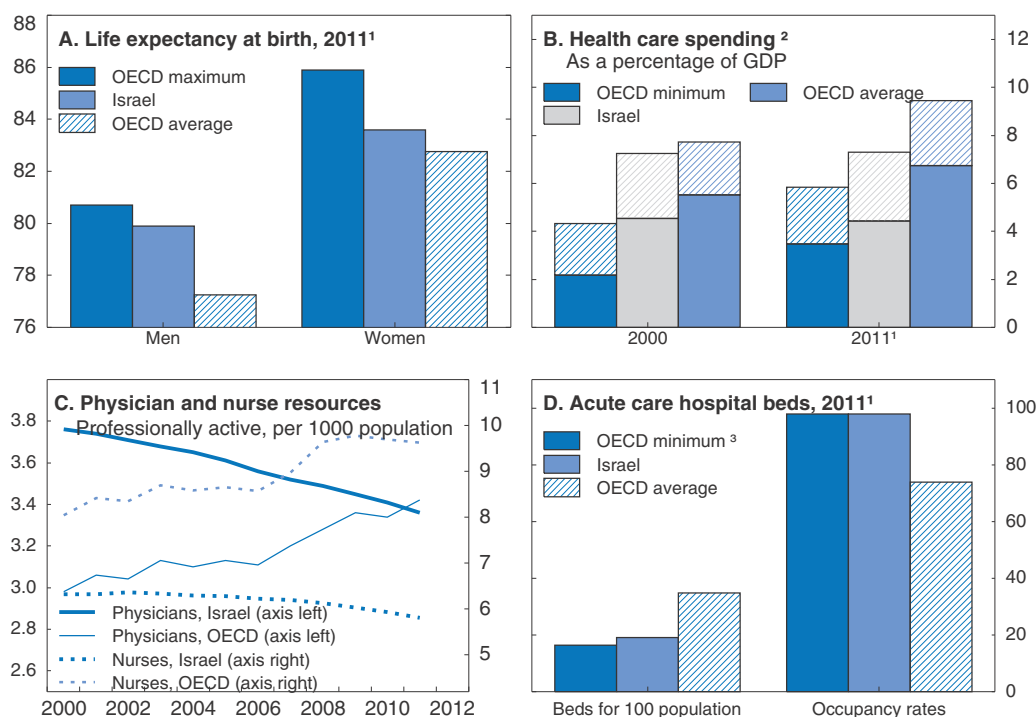 A. Life expectancy at birth, 2011¹
OECD maximum
Israel
OECD average
88
86
84
82
80
78
76
Men
Women
B. Health care spending ²
As a percentage of GDP
OECD minimum
OECD average
Israel
12
10
8
6
4
2
0
2000
2011¹
C. Physician and nurse resources
Professionally active, per 1000 population
3.8
3.6
3.4
3.2
3.0
2.8
2.6
11
10
9
8
7
6
5
Physicians, Israel (axis left)
Physicians, OECD (axis left)
Nurses, Israel (axis right)
Nurses, OECD (axis right)
2000
2002
2004
2006
2008
2010
2012
D. Acute care hospital beds, 2011¹
OECD minimum ³
Israel
OECD average
100
80
60
40
20
0
Beds for 100 population
Occupancy rates